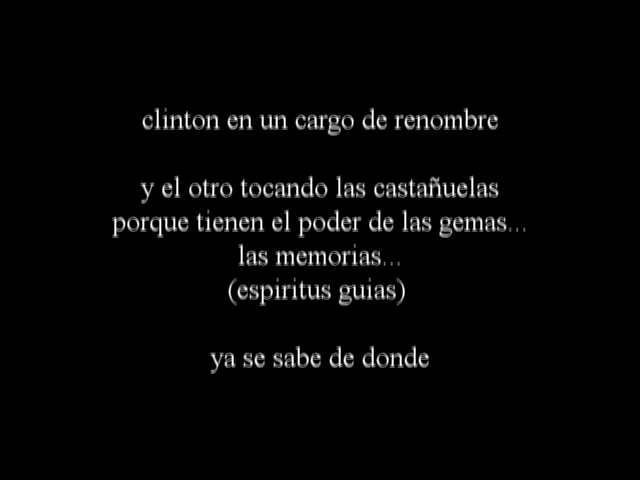 clinton en un cargo de renombre
y el otro tocando las castañuelas
porque tienen el poder de las gemas...
las memorias...
(espiritus guias)
ya se sabe de donde